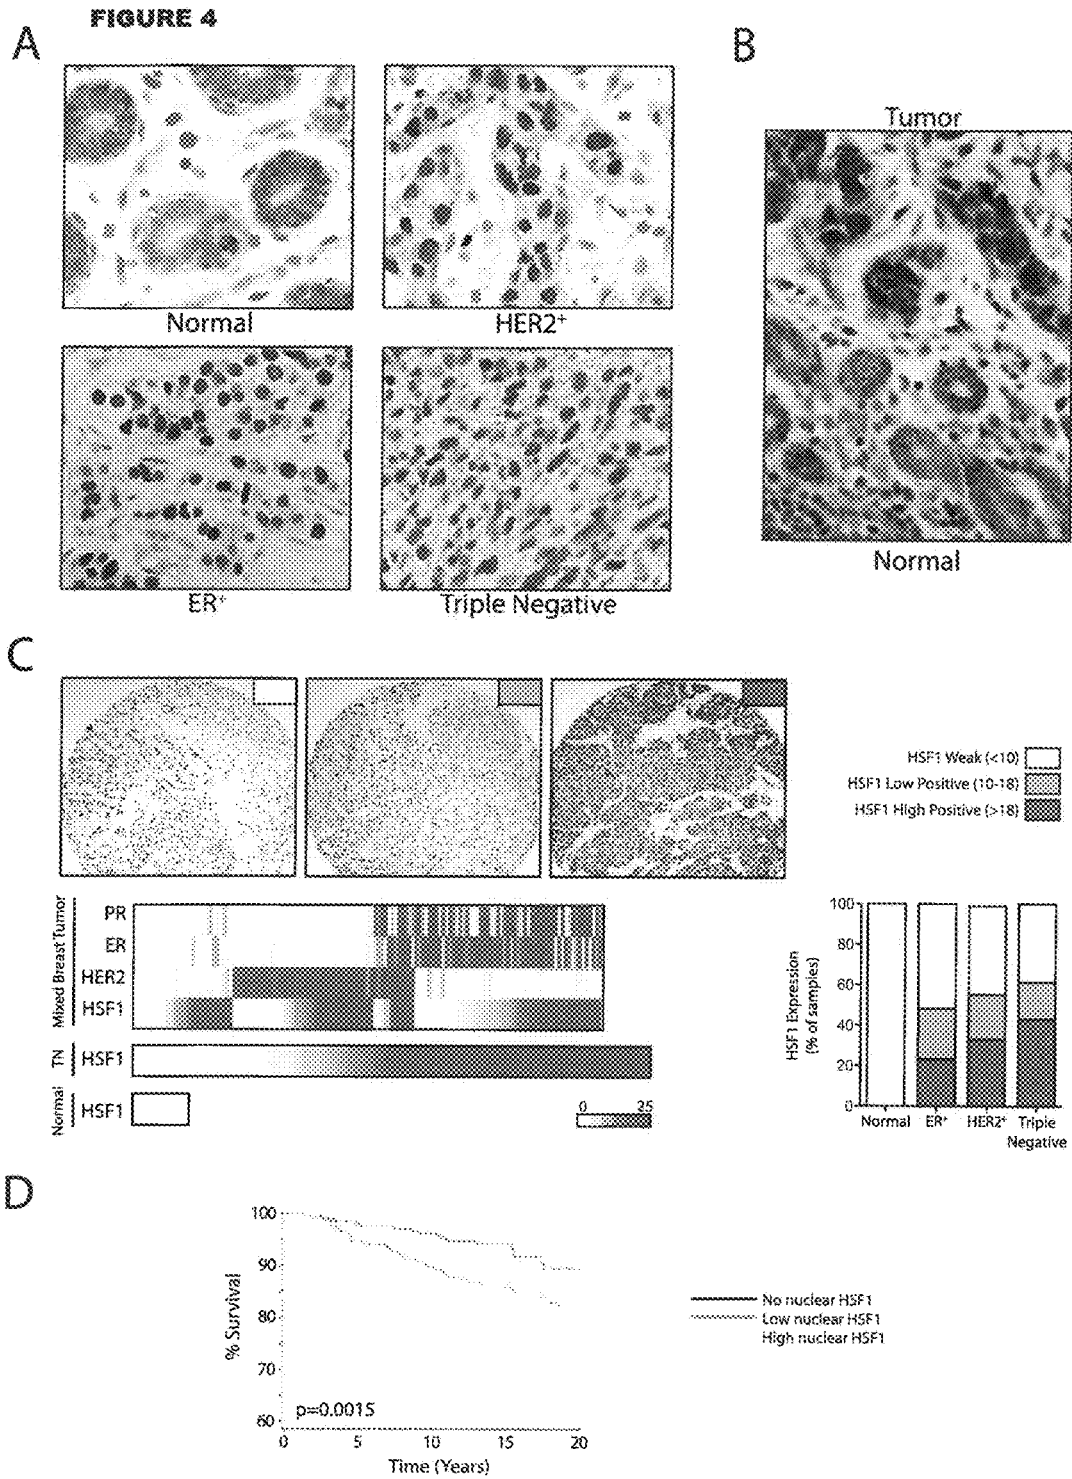 FIGURE 4
A
B
Tumor
Normal
HER2+
ER+
Triple Negative
Normal
C
HSF1 Weak (<10)
HSF1 Low Positive (10-18)
HSF1 High Positive (>18)
Mixed Breast Tumor
PR
ER
HER2
HSF1
TN
HSF1
Normal
HSF1
0 25
HSF1 Expression
(% of samples)
100
80
60
40
20
0
Normal ER+ HER2+ Triple
Negative
D
% Survival
100
90
80
70
60
p=0.0015
0 5 10 15 20
Time (Years)
No nuclear HSF1
Low nuclear HSF1
High nuclear HSF1